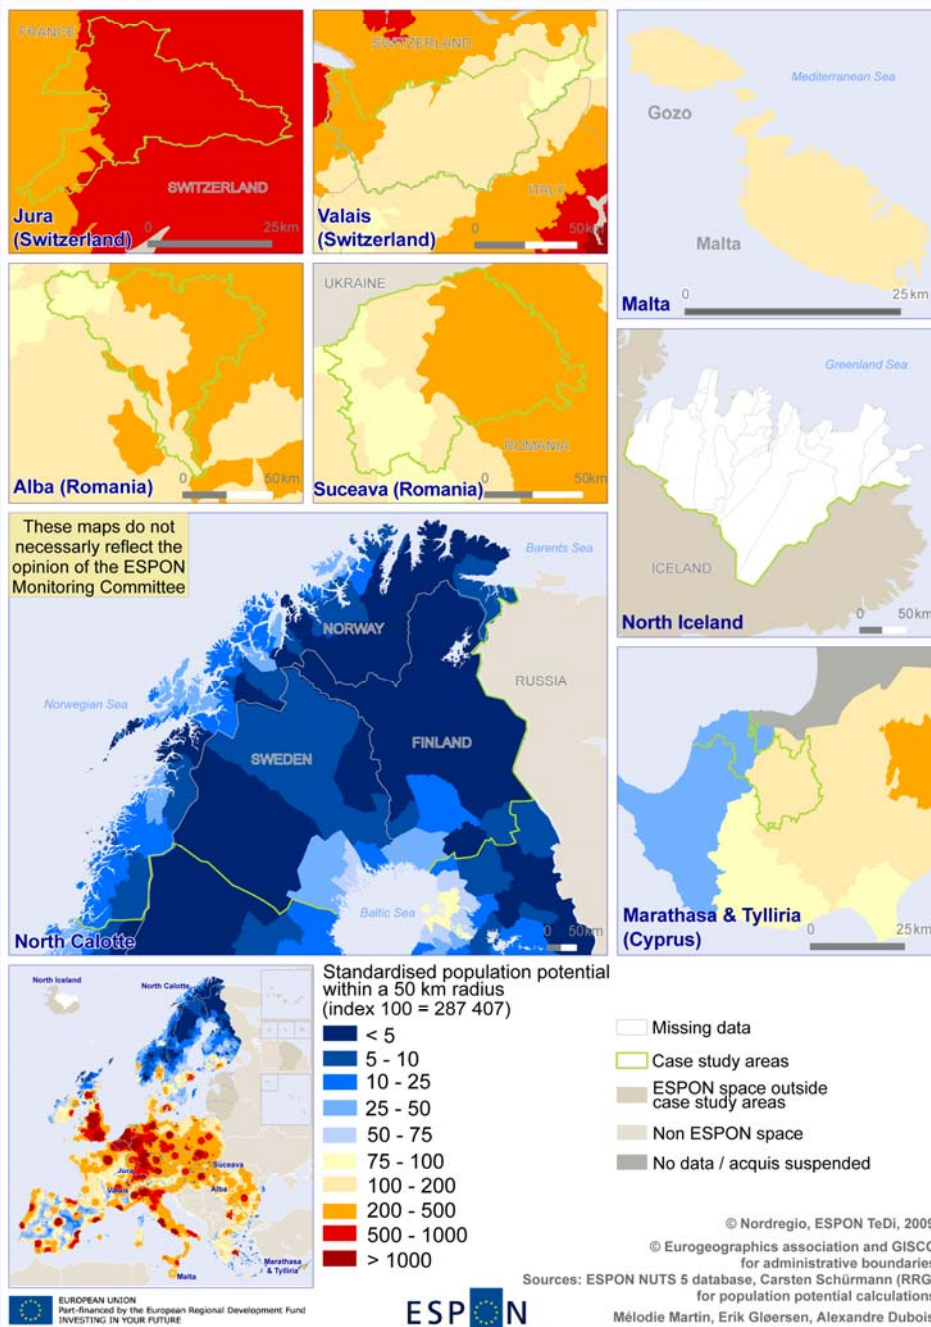 FRANCE
SWITZERLAND
Jura
(Switzerland)
0 25km
SWITZERLAND
ITALY
Valais
(Switzerland)
0 50km
Mediterranean Sea
Gozo
Malta
Malta
0 25km
Alba (Romania)
0 50km
UKRAINE
ROMANIA
Suceava (Romania)
0 50km
Greenland Sea
ICELAND
North Iceland
0 50km
These maps do not
necessarly reflect the
opinion of the ESPON
Monitoring Committee
Barents Sea
NORWAY
RUSSIA
Norwegian Sea
SWEDEN
FINLAND
Baltic Sea
North Calotte
0 50km
Marathasa & Tylliria
(Cyprus)
0 25km
North Iceland
North Calotte
Jura
Valais
Suceava
Alba
Malta
Marathasa
& Tylliria
Standardised population potential
within a 50 km radius
(index 100 = 287 407)
< 5
5 - 10
10 - 25
25 - 50
50 - 75
75 - 100
100 - 200
200 - 500
500 - 1000
> 1000
Missing data
Case study areas
ESPON space outside
case study areas
Non ESPON space
No data / acquis suspended
© Nordregio, ESPON TeDi, 2009
© Eurogeographics association and GISCO
for administrative boundaries
Sources: ESPON NUTS 5 database, Carsten Schürmann (RRG)
for population potential calculations
Mélodie Martin, Erik Gløersen, Alexandre Dubois
EUROPEAN UNION
Part-financed by the European Regional Development Fund
INVESTING IN YOUR FUTURE
ESPON